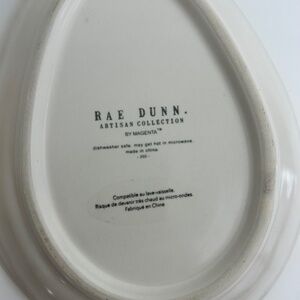 RAE DUNN.
ARTISAN COLLECTION
BY MAGENTA™
dishwasher safe. may get hot in microwave.
made in china
Compatible au lave-vaisselle.
Risque de devenir très chaud au micro-ondes.
Fabriqué en Chine